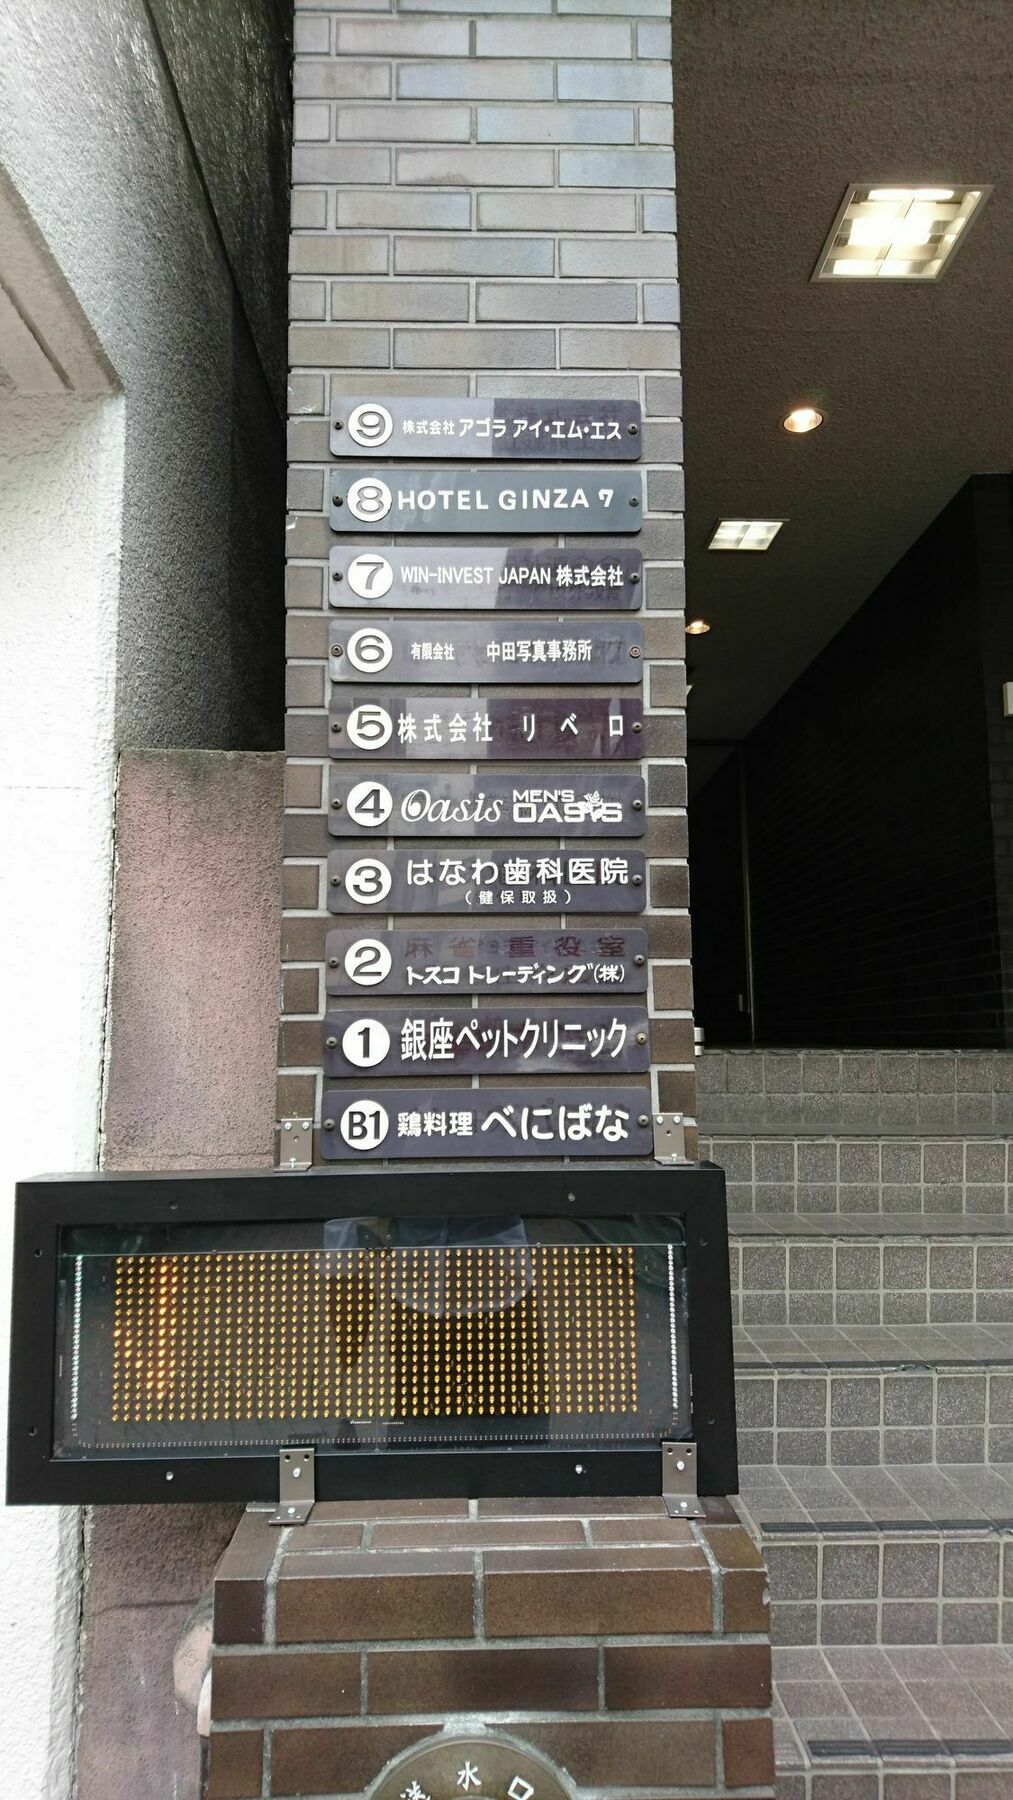 9 株式会社 アゴラ アイ・エム・エス
8 HOTEL GINZA 7
7 WIN-INVEST JAPAN 株式会社
6 有限会社 中田写真事務所
5 株式会社 リベロ
4 Oasis MEN'S OASIS
3 はなわ歯科医院
(健保取扱)
2 麻雀 重役室
トスコ トレーディング(株)
1 銀座ペットクリニック
B1 鶏料理 べにばな
送水口